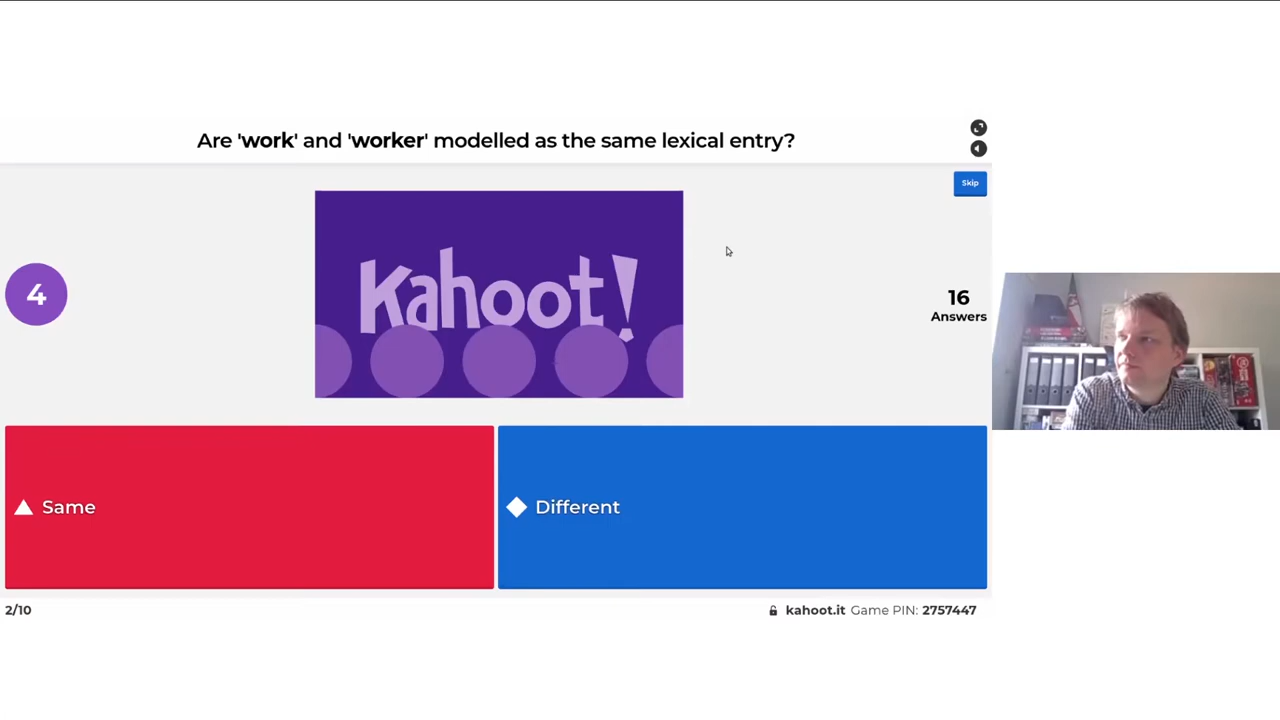 Are 'work' and 'worker' modelled as the same lexical entry?
Skip
Kahoot!
4
16
Answers
Same
Different
2/10
kahoot.it Game PIN: 2757447